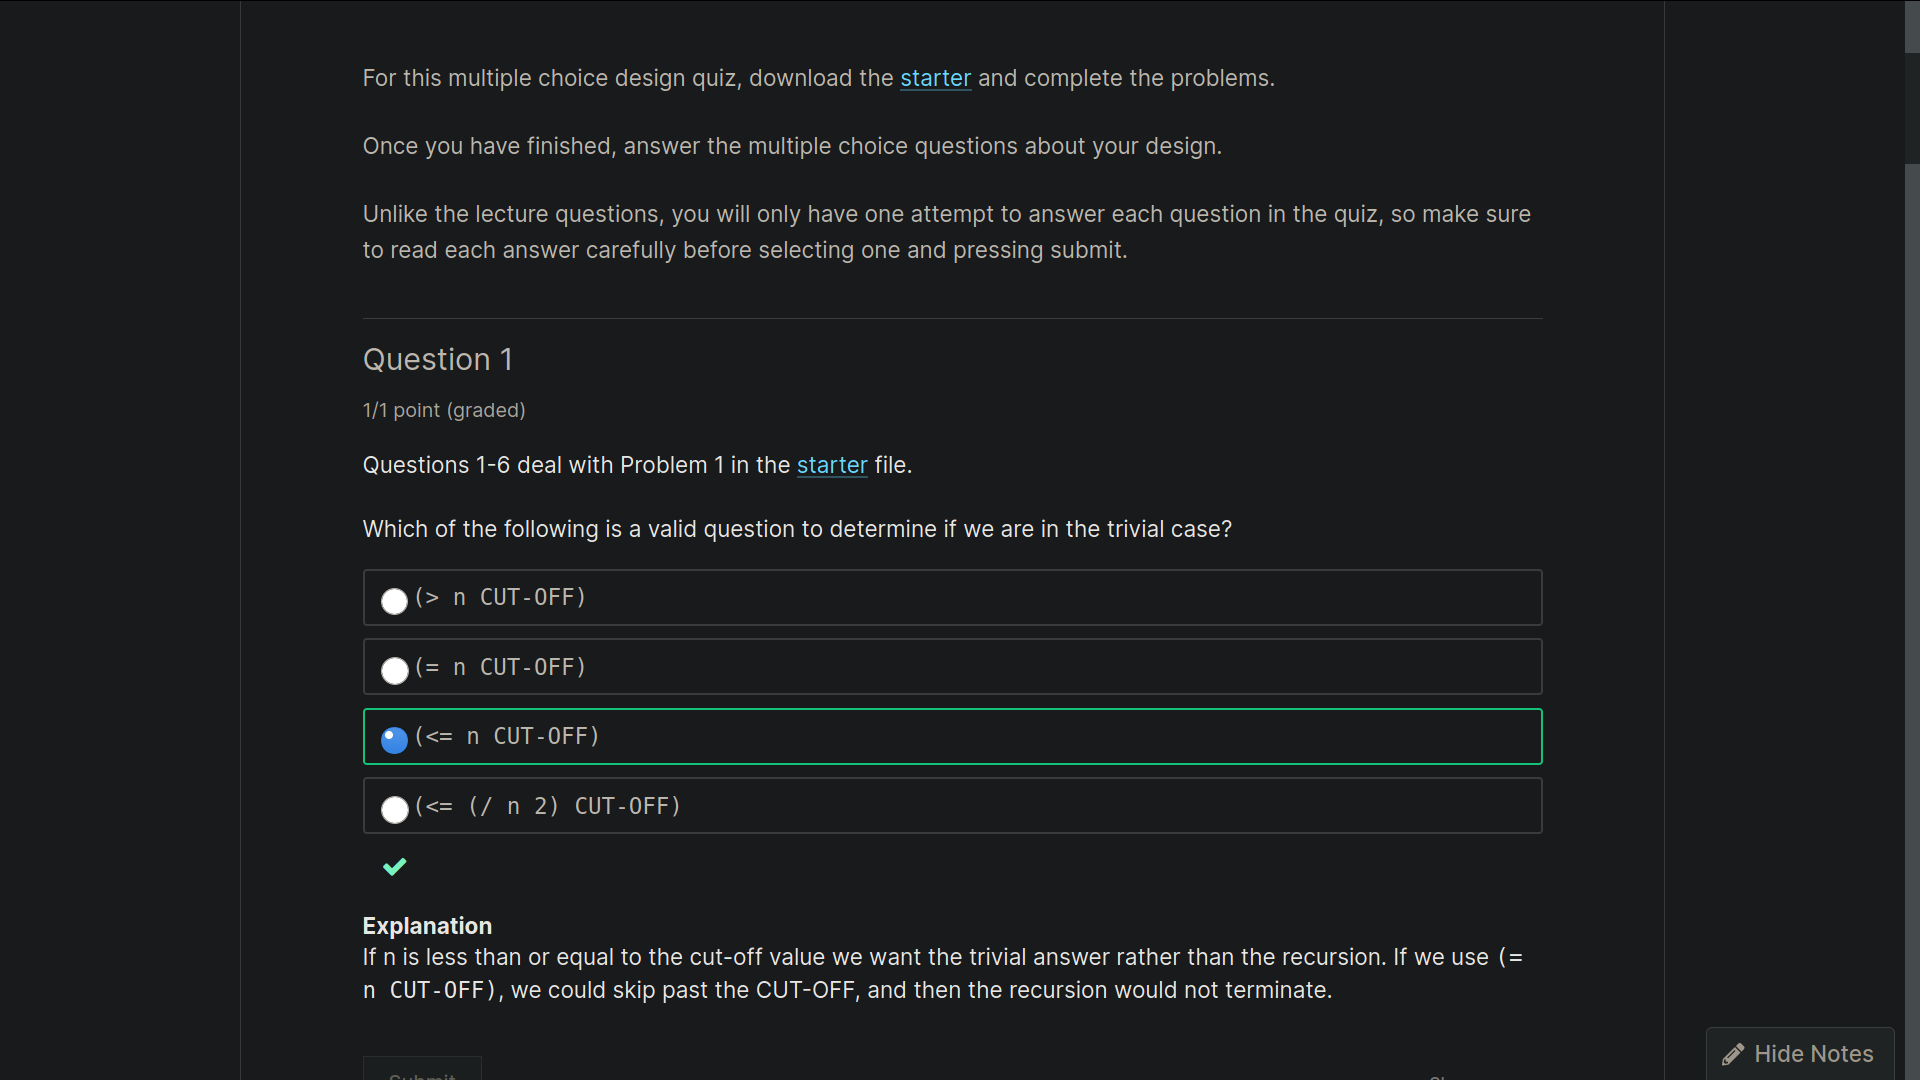 For this multiple choice design quiz, download the starter and complete the problems.
Once you have finished, answer the multiple choice questions about your design.
Unlike the lecture questions, you will only have one attempt to answer each question in the quiz, so make sure
to read each answer carefully before selecting one and pressing submit.
Question 1
1/1 point (graded)
Questions 1-6 deal with Problem 1 in the starter file.
Which of the following is a valid question to determine if we are in the trivial case?
(> n CUT-OFF)
(= n CUT-OFF)
(<= n CUT-OFF)
(<= (/ n 2) CUT-OFF)
Explanation
If n is less than or equal to the cut-off value we want the trivial answer rather than the recursion. If we use (=
n CUT-OFF), we could skip past the CUT-OFF, and then the recursion would not terminate.
Submit
Hide Notes